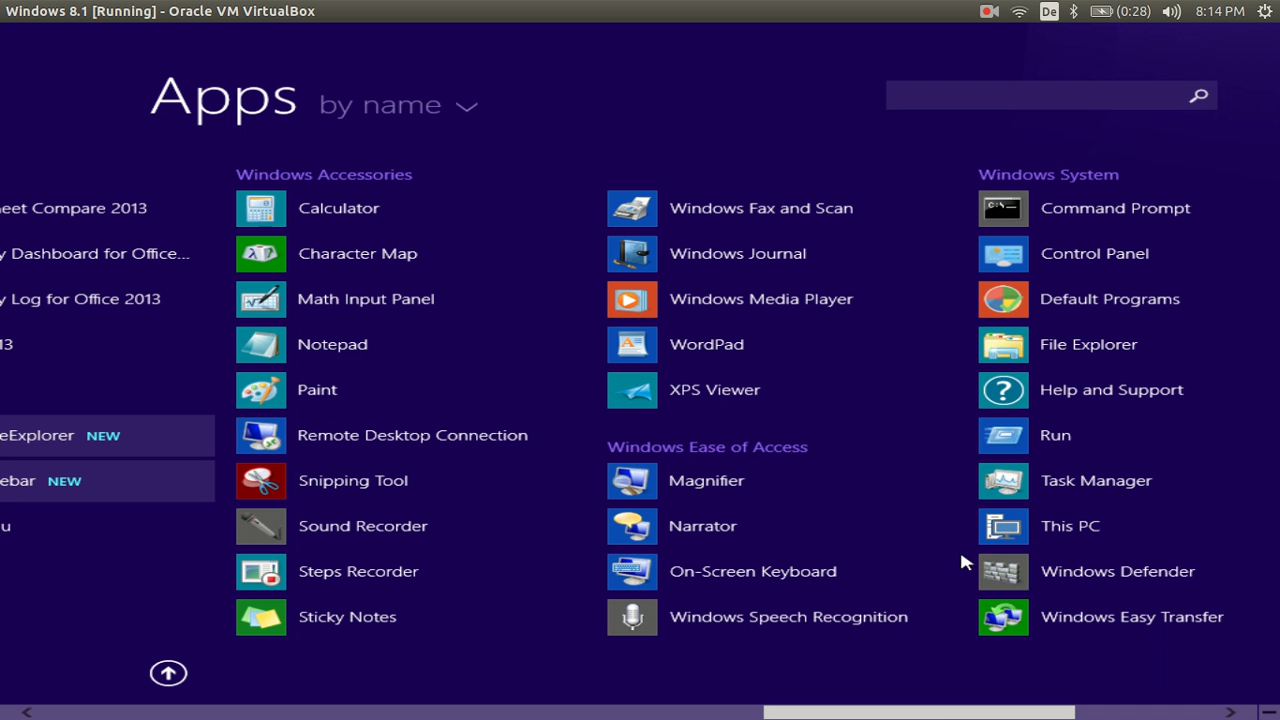 Windows 8.1 [Running] - Oracle VM VirtualBox
De
(0:28)
8:14 PM
Apps by name
eet Compare 2013
y Dashboard for Office...
y Log for Office 2013
13
eExplorer NEW
ebar NEW
u
Windows Accessories
Calculator
Character Map
Math Input Panel
Notepad
Paint
Remote Desktop Connection
Snipping Tool
Sound Recorder
Steps Recorder
Sticky Notes
Windows Fax and Scan
Windows Journal
Windows Media Player
WordPad
XPS Viewer
Windows Ease of Access
Magnifier
Narrator
On-Screen Keyboard
Windows Speech Recognition
Windows System
C:\_
Command Prompt
Control Panel
Default Programs
File Explorer
Help and Support
Run
Task Manager
This PC
Windows Defender
Windows Easy Transfer